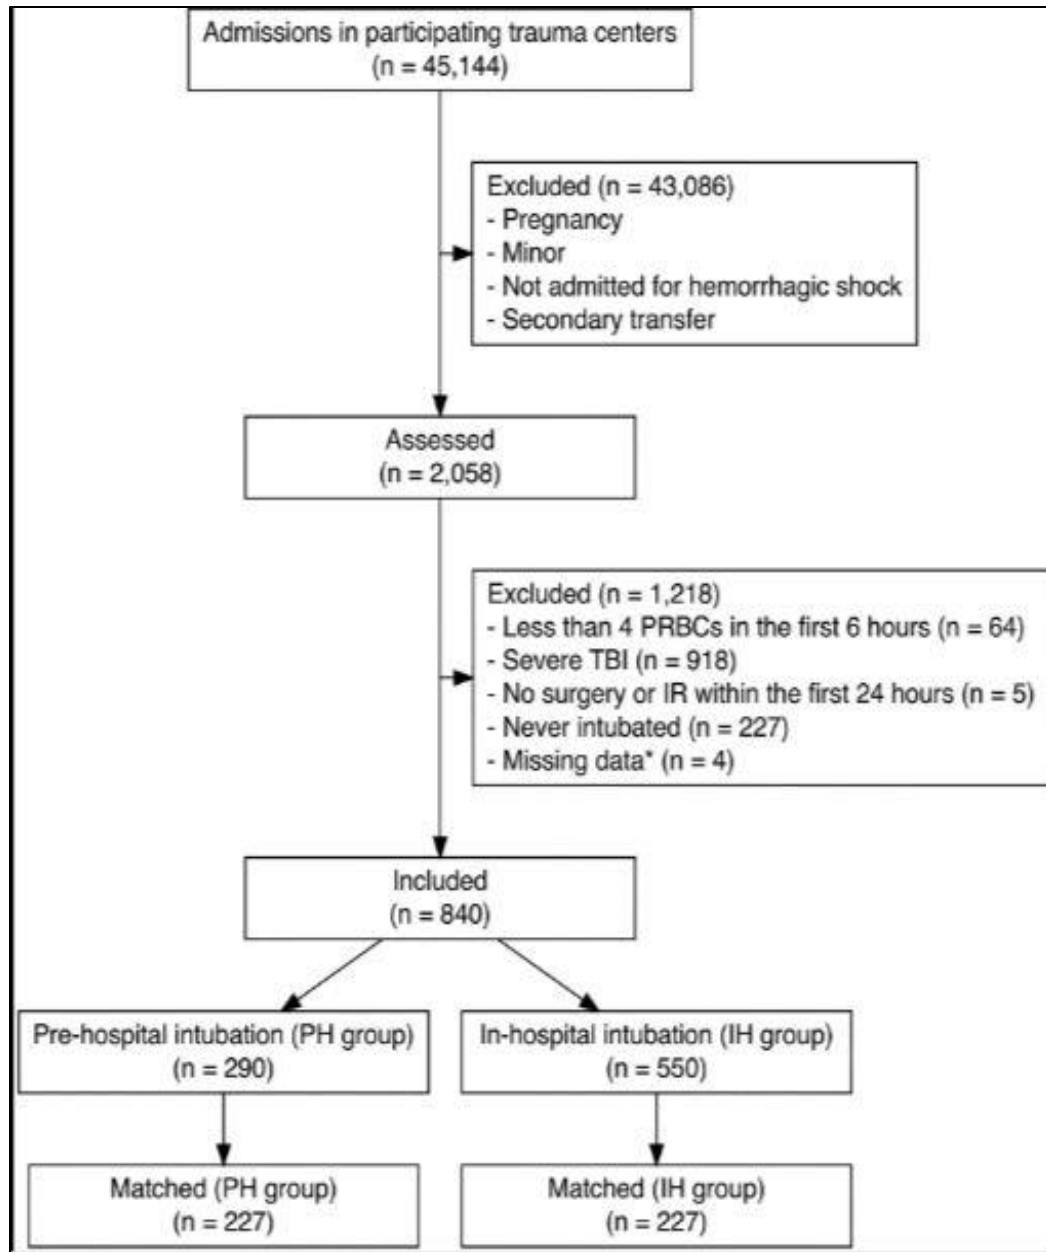 Admissions in participating trauma centers
(n = 45,144)
Excluded (n = 43,086)
- Pregnancy
- Minor
- Not admitted for hemorrhagic shock
- Secondary transfer
Assessed
(n = 2,058)
Excluded (n = 1,218)
- Less than 4 PRBCs in the first 6 hours (n = 64)
- Severe TBI (n = 918)
- No surgery or IR within the first 24 hours (n = 5)
- Never intubated (n = 227)
- Missing data* (n = 4)
Included
(n = 840)
Pre-hospital intubation (PH group)
(n = 290)
In-hospital intubation (IH group)
(n = 550)
Matched (PH group)
(n = 227)
Matched (IH group)
(n = 227)